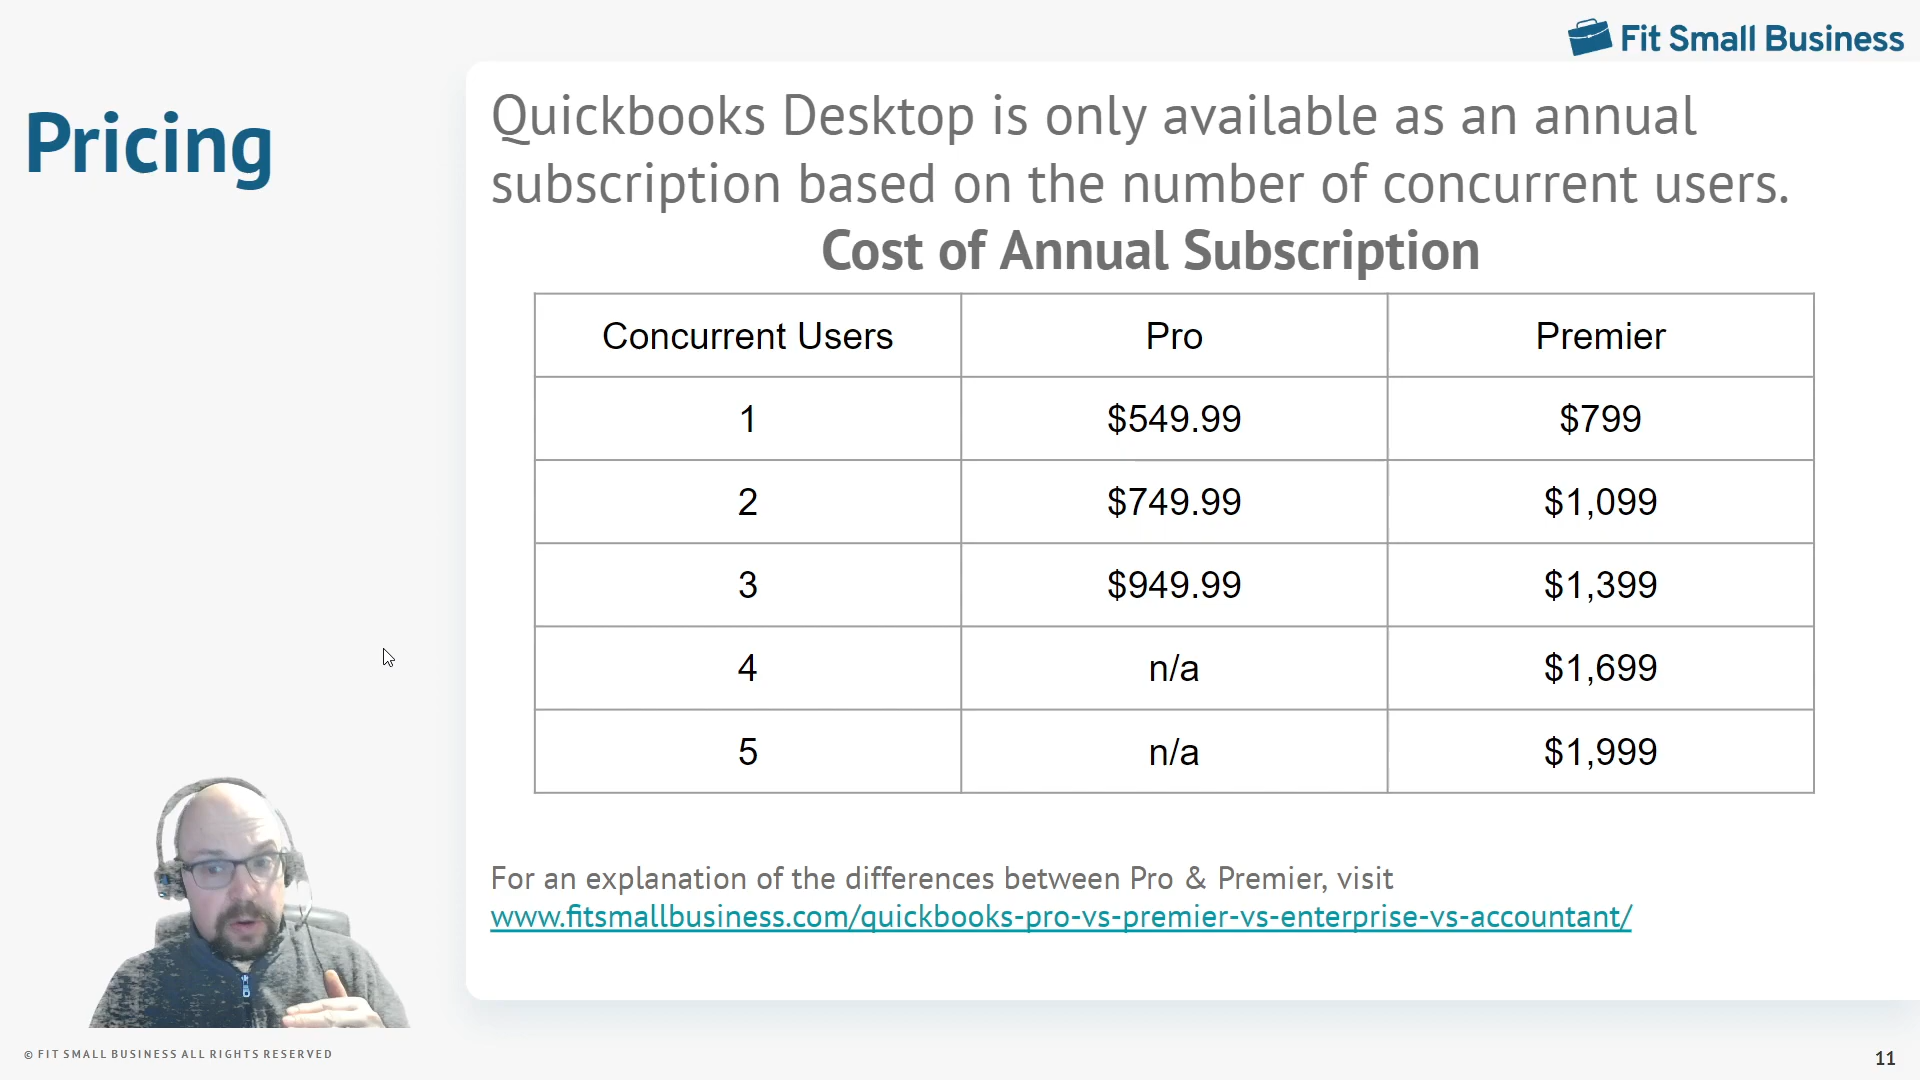 Fit Small Business
Pricing
Quickbooks Desktop is only available as an annual
subscription based on the number of concurrent users.
Cost of Annual Subscription
Concurrent Users Pro Premier
1 $549.99 $799
2 $749.99 $1,099
3 $949.99 $1,399
4 n/a $1,699
5 n/a $1,999
For an explanation of the differences between Pro & Premier, visit
www.fitsmallbusiness.com/quickbooks-pro-vs-premier-vs-enterprise-vs-accountant/
© FIT SMALL BUSINESS ALL RIGHTS RESERVED
11